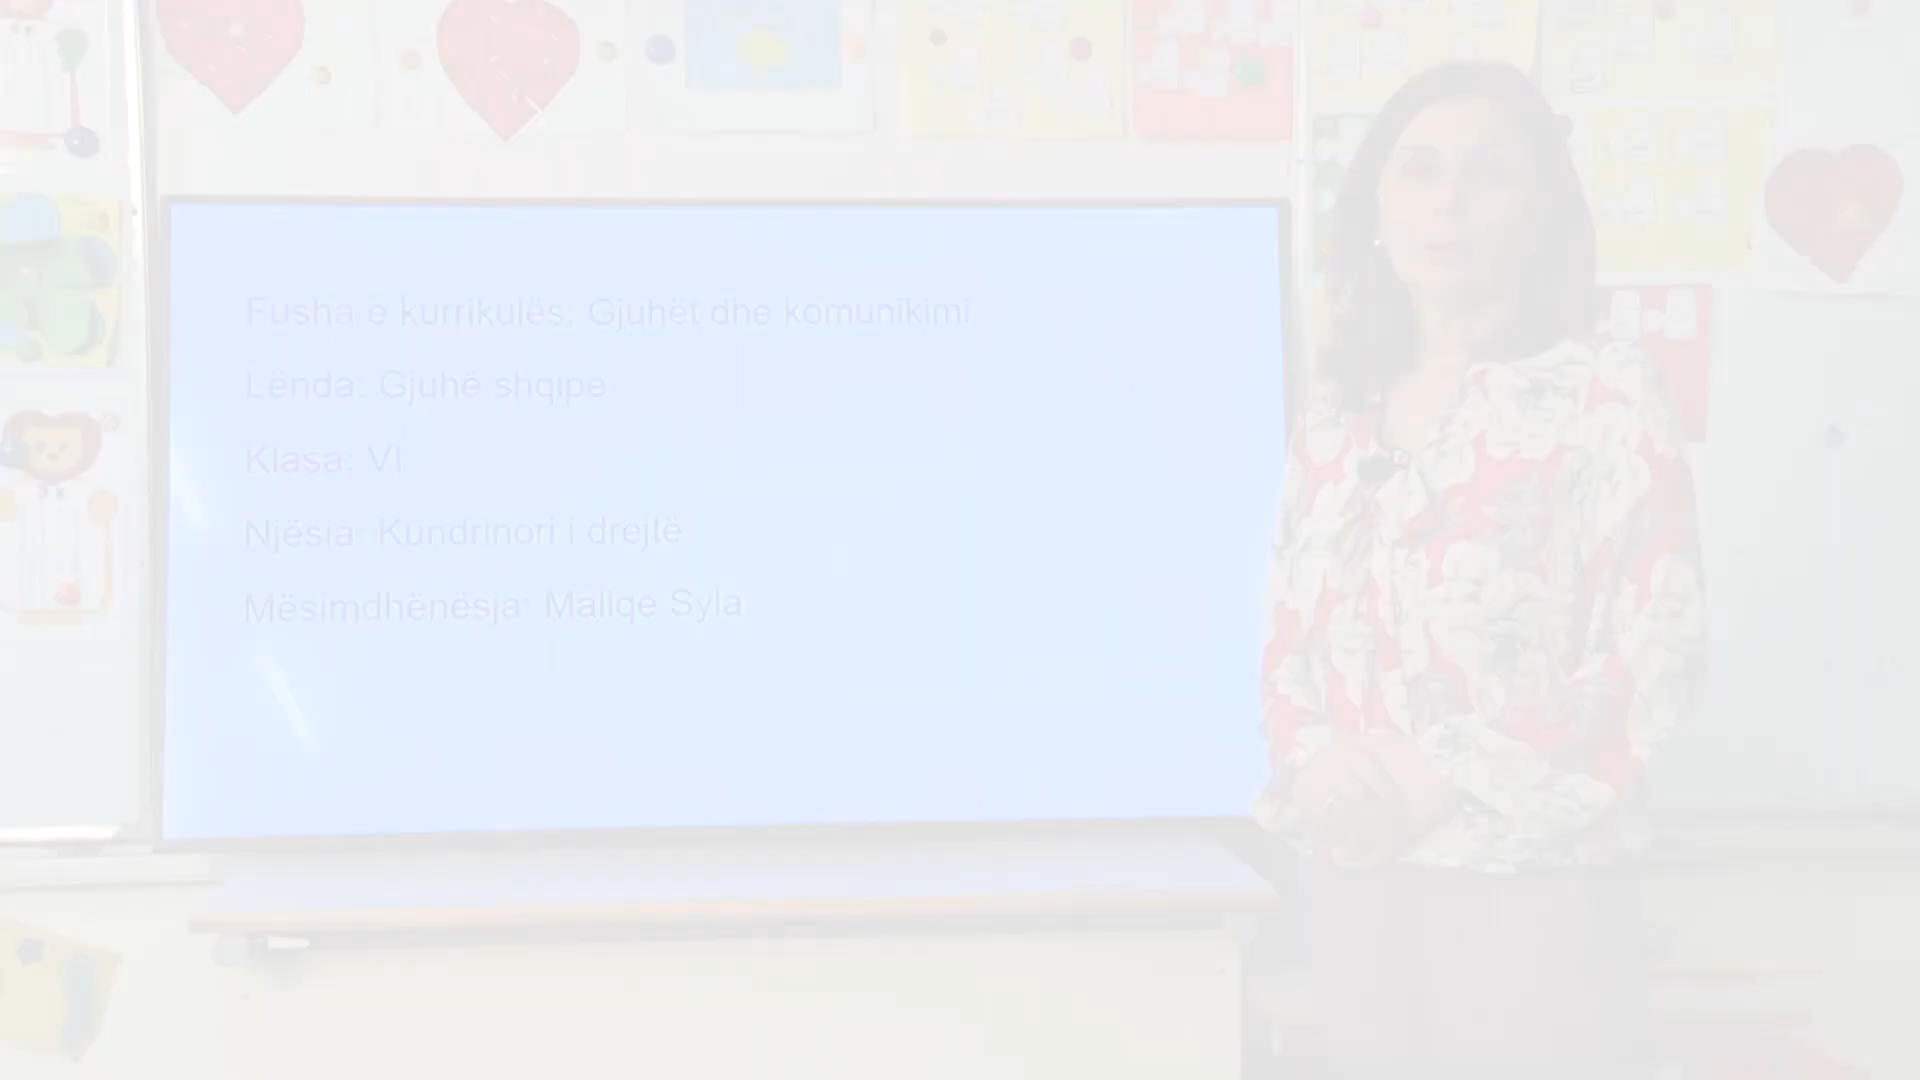 Fusha e kurrikulës: Gjuhët dhe komunikimi
Lënda: Gjuhë shqipe
Klasa: VI
Njësia: Kundrinori i drejtë
Mësimdhënësja: Maliqe Syla